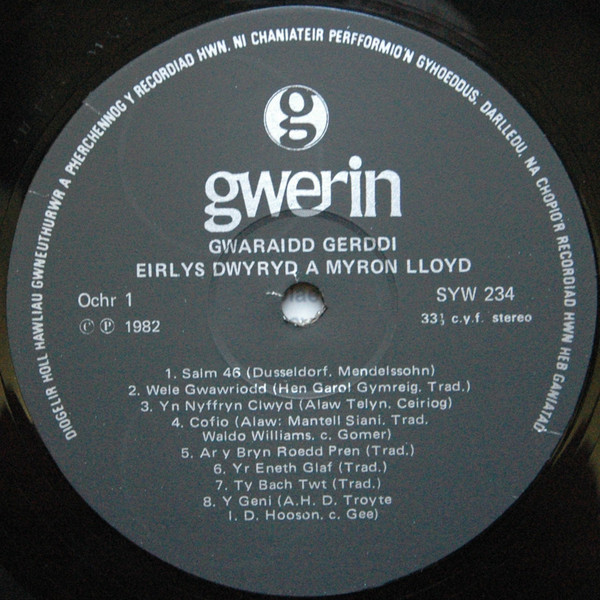 DIOGELIR HOLL HAWLIAU GWNEUTHURWR A PHERCHENNOG Y RECORDIAD HWN. NI CHANIATEIR PERFFORMIO'N GYHOEDDUS, DARLLEDU, NA CHOPIO'R RECORDIAD HWN HEB GANIATAD
g
gwerin
GWARAIDD GERDDI
EIRLYS DWYRYD A MYRON LLOYD
Ochr 1
SYW 234
© ℗ 1982
33⅓ c.y.f. stereo
1. Salm 46 (Dusseldorf, Mendelssohn)
2. Wele Gwawriodd (Hen Garol Gymreig, Trad.)
3. Yn Nyffryn Clwyd (Alaw Telyn, Ceiriog)
4. Cofio (Alaw: Mantell Siani, Trad.
Waldo Williams, c. Gomer)
5. Ar y Bryn Roedd Pren (Trad.)
6. Yr Eneth Glaf (Trad.)
7. Ty Bach Twt (Trad.)
8. Y Geni (A.H. D. Troyte
I. D. Hooson, c. Gee)